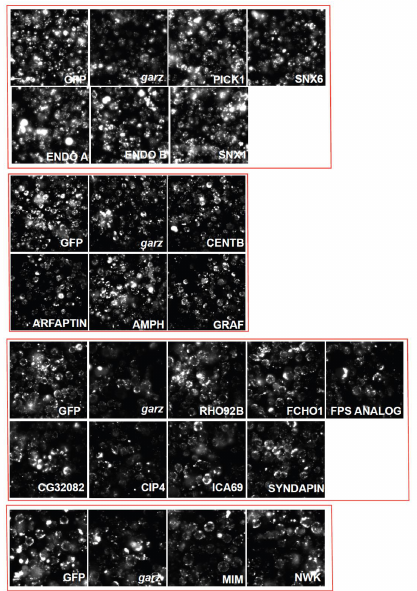 GFP garz PICK1 SNX6
ENDO A ENDO B SNX1
GFP garz CENTB
ARFAPTIN AMPH GRAF
GFP garz RHO92B FCHO1 FPS ANALOG
CG32082 CIP4 ICA69 SYNDAPIN
GFP garz MIM NWK